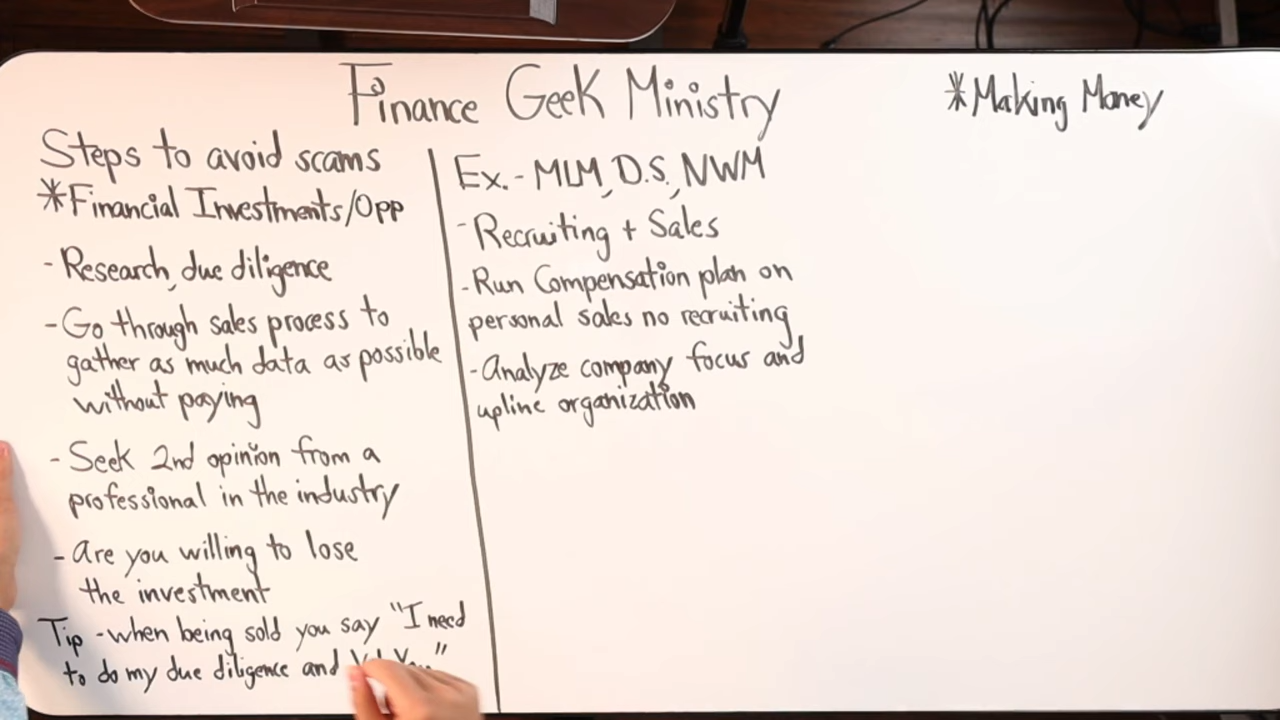 Finance Geek Ministry
*Making Money
Steps to avoid scams
*Financial Investments/Opp
- Research, due diligence
- Go through sales process to
gather as much data as possible
without paying
- Seek 2nd opinion from a
professional in the industry
- Are you willing to lose
the investment
Tip - when being sold you say "I need
to do my due diligence and
Ex. - MLM, D.S., NWM
- Recruiting + Sales
- Run Compensation plan on
personal sales no recruiting
- Analyze company focus and
upline organization